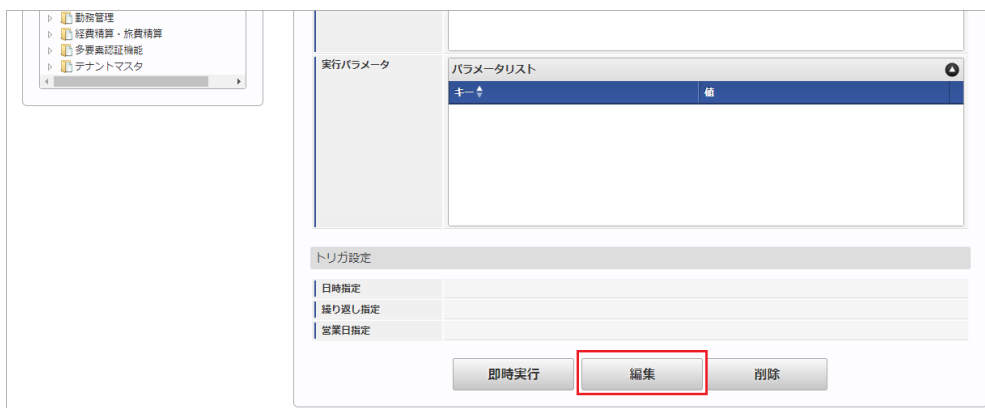 勤務管理
経費精算・旅費精算
多要素認証機能
テナントマスタ
実行パラメータ
パラメータリスト
キー 値
トリガ設定
日時指定
繰り返し指定
営業日指定
即時実行 編集 削除